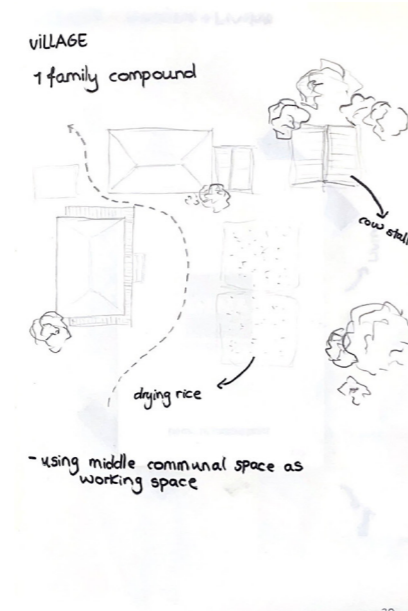 viLLAGE
1 family compound
cow stall
drying rice
- using middle communal space as
working space